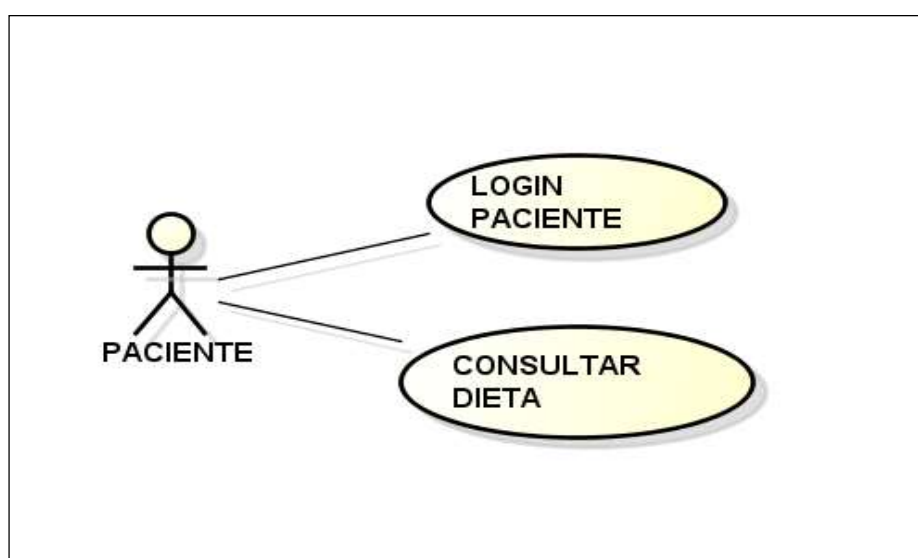 LOGIN
PACIENTE
PACIENTE
CONSULTAR
DIETA